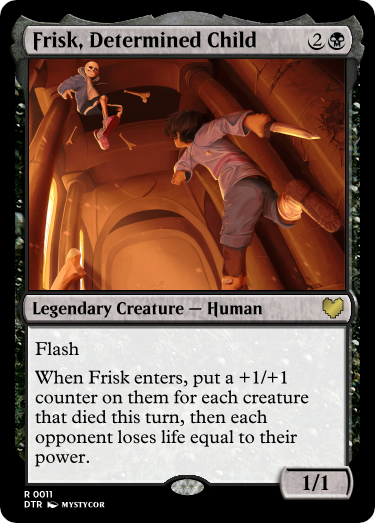 Frisk, Determined Child 2
Legendary Creature — Human
Flash
When Frisk enters, put a +1/+1
counter on them for each creature
that died this turn, then each
opponent loses life equal to their
power.
1/1
R 0011
DTR MYSTYCOR